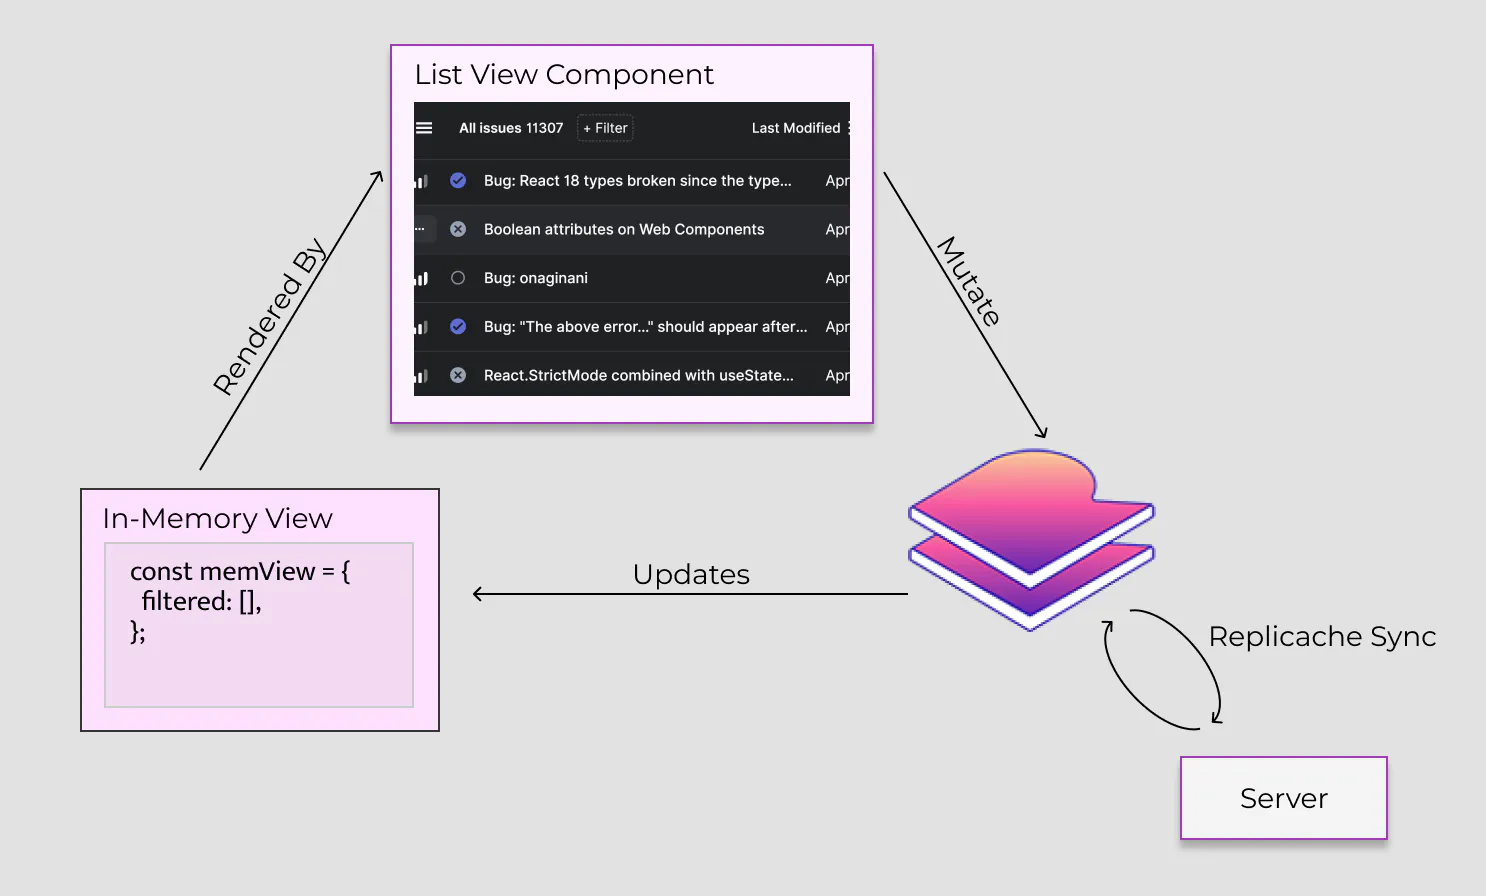 List View Component
All issues 11307 + Filter Last Modified
Bug: React 18 types broken since the type... Apr
Boolean attributes on Web Components Apr
Bug: onaginani Apr
Bug: "The above error..." should appear after... Apr
React.StrictMode combined with useState... Apr
Rendered By
Mutate
In-Memory View
const memView = {
filtered: [],
};
Updates
Replicache Sync
Server